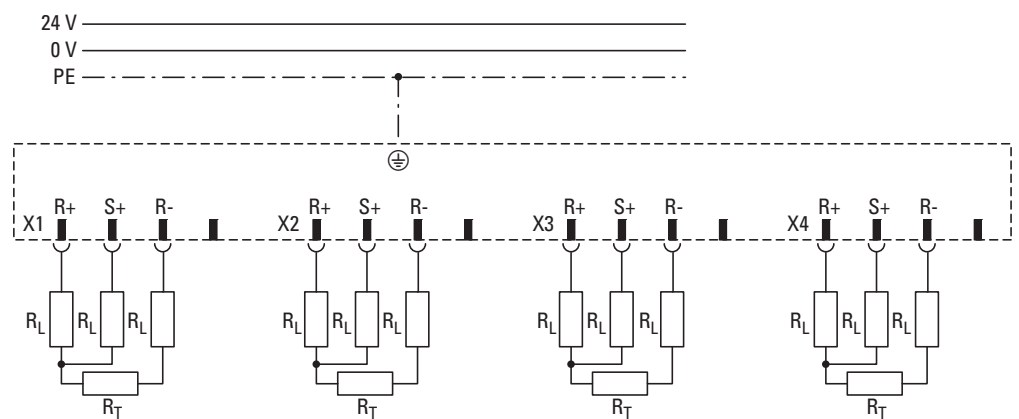 24 V
0 V
PE
X1 R+ S+ R- X2 R+ S+ R- X3 R+ S+ R- X4 R+ S+ R-
RL RL RL RL RL RL RL RL RL RL RL RL
RT RT RT RT